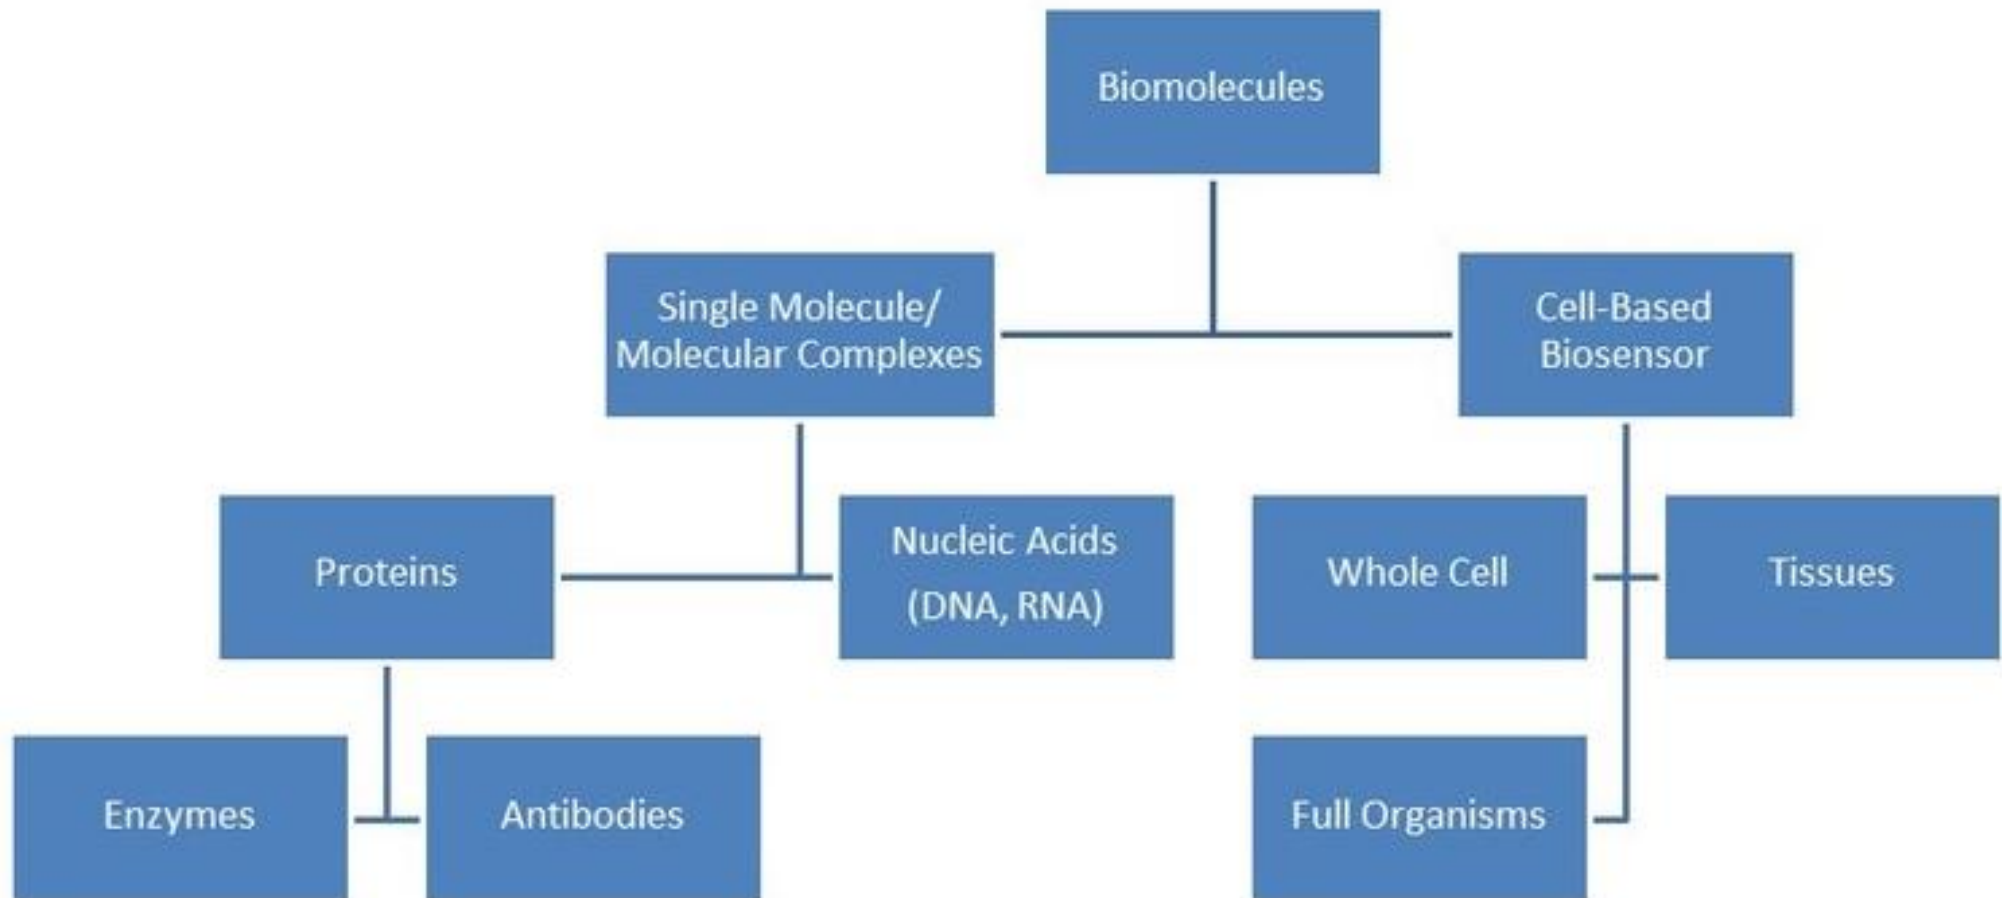 Biomolecules
Single Molecule/
Molecular Complexes
Cell-Based
Biosensor
Proteins
Nucleic Acids
(DNA, RNA)
Whole Cell
Tissues
Enzymes
Antibodies
Full Organisms